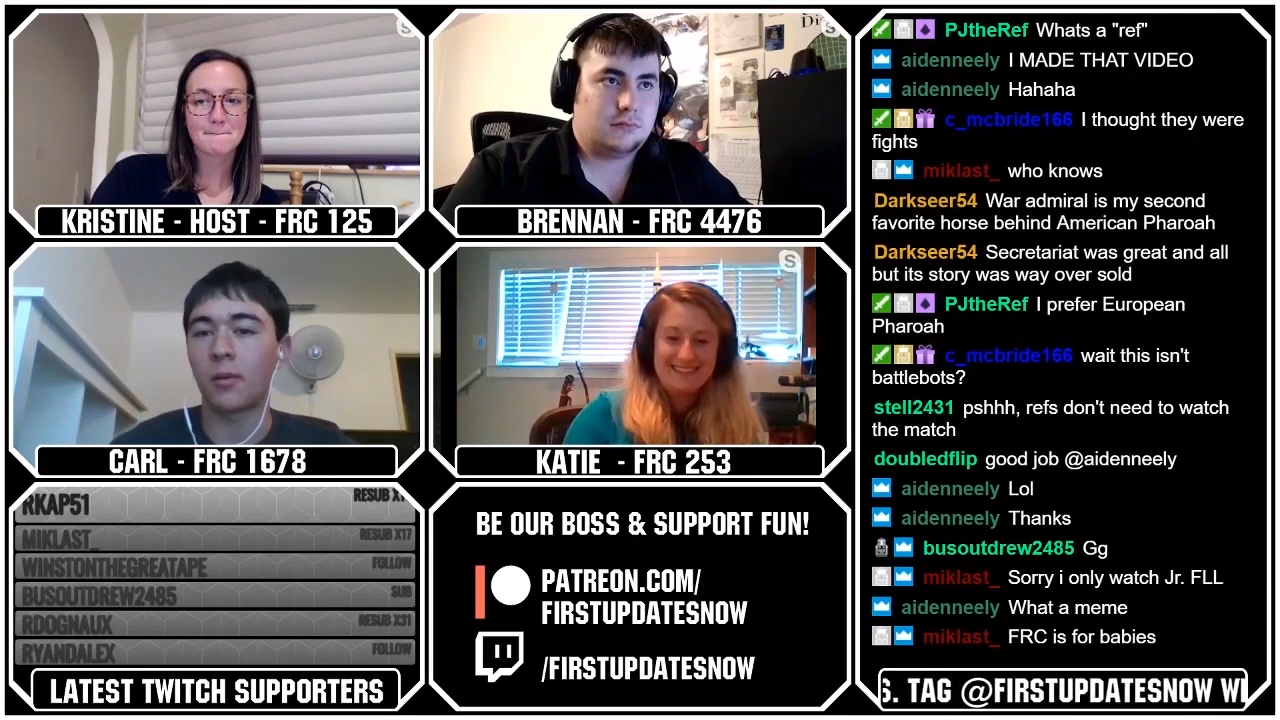 KRISTINE - HOST - FRC 125
BRENNAN - FRC 4476
CARL - FRC 1678
KATIE - FRC 253
RKAP51
MIKLAST_ RESUB X17
FOLLOW
BUSOUTDREW2485 SUB
RDOGNAUX RESUB X31
RYANDALEX FOLLOW
LATEST TWITCH SUPPORTERS
BE OUR BOSS & SUPPORT FUN!
PATREON.COM/
FIRSTUPDATESNOW
/FIRSTUPDATESNOW
PJtheRef Whats a "ref"
aidenneely I MADE THAT VIDEO
aidenneely Hahaha
c_mcbride166 I thought they were
fights
miklast_ who knows
Darkseer54 War admiral is my second
favorite horse behind American Pharoah
Darkseer54 Secretariat was great and all
but its story was way over sold
PJtheRef I prefer European
Pharoah
c_mcbride166 wait this isn't
battlebots?
stell2431 pshhh, refs don't need to watch
the match
doubledflip good job @aidenneely
aidenneely Lol
aidenneely Thanks
busoutdrew2485 Gg
miklast_ Sorry i only watch Jr. FLL
aidenneely What a meme
miklast_ FRC is for babies
S. TAG @FIRSTUPDATESNOW